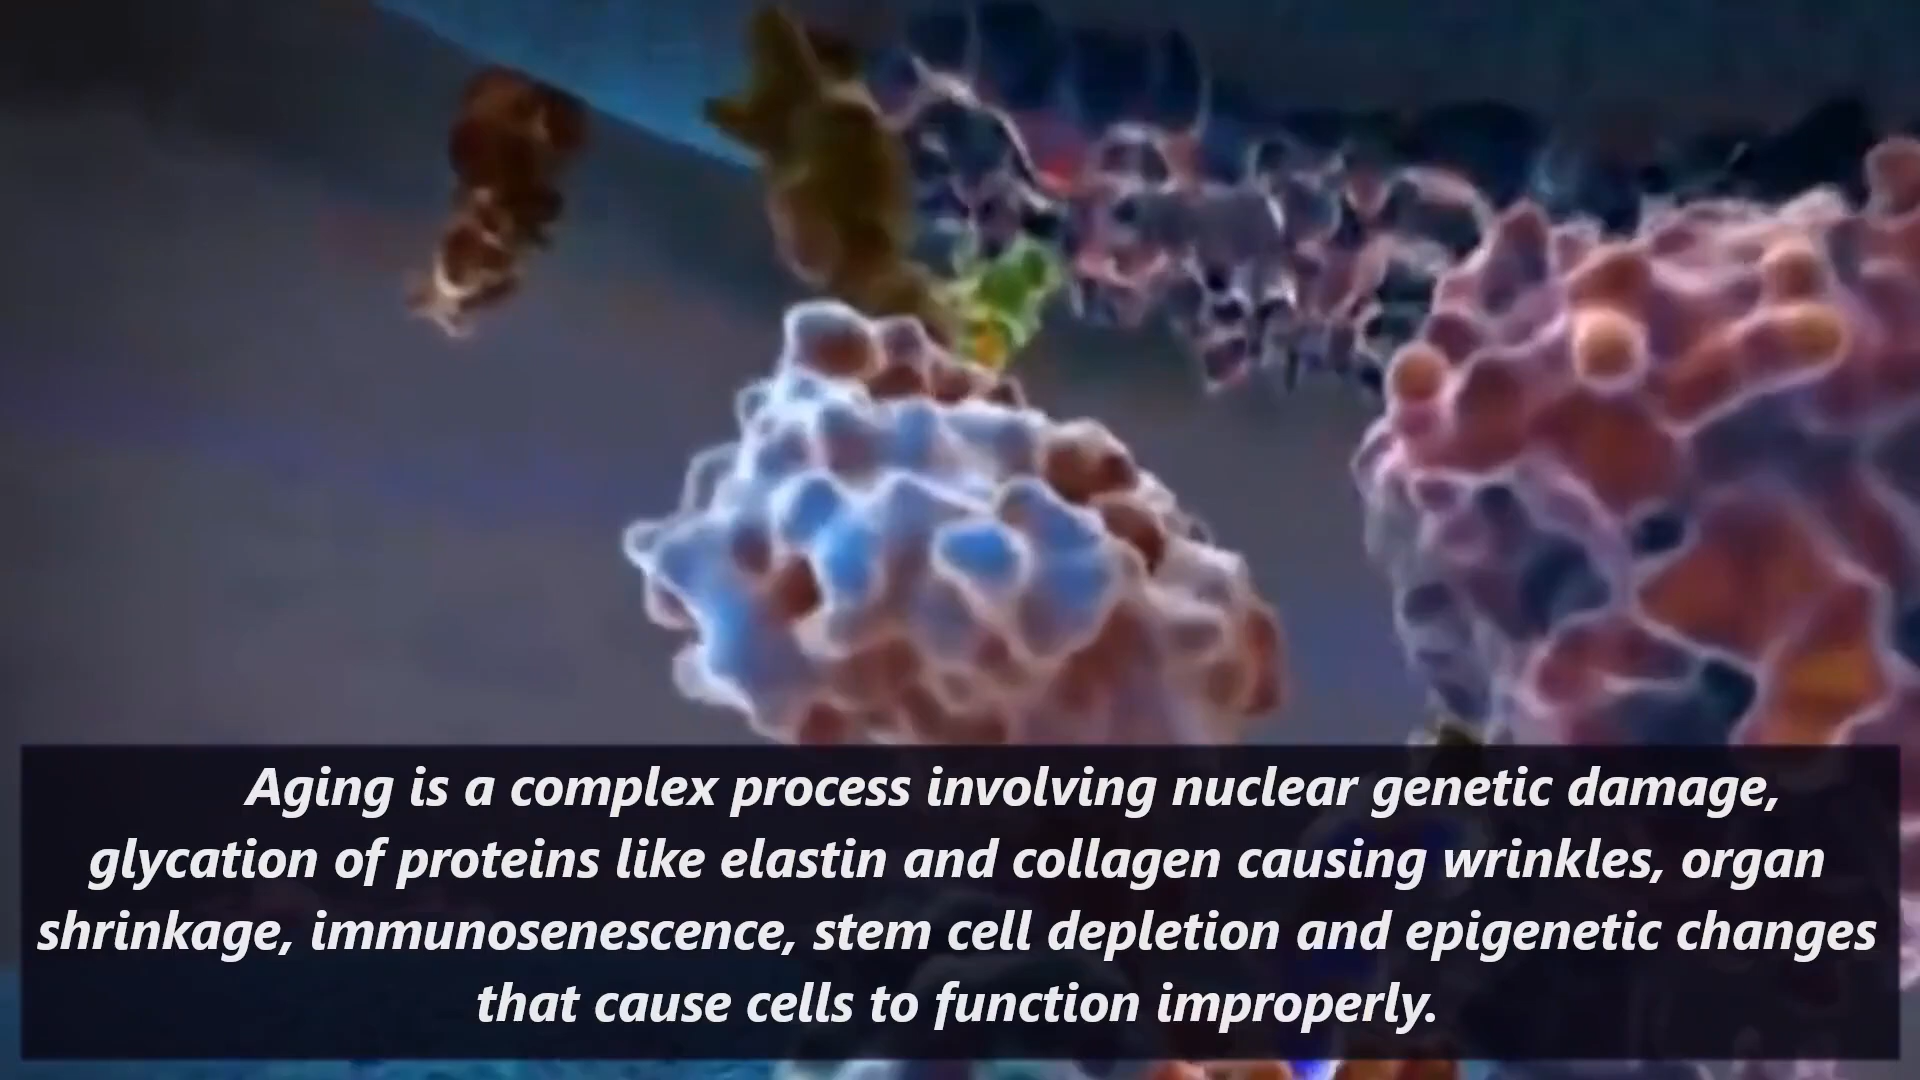 Aging is a complex process involving nuclear genetic damage,
glycation of proteins like elastin and collagen causing wrinkles, organ
shrinkage, immunosenescence, stem cell depletion and epigenetic changes
that cause cells to function improperly.